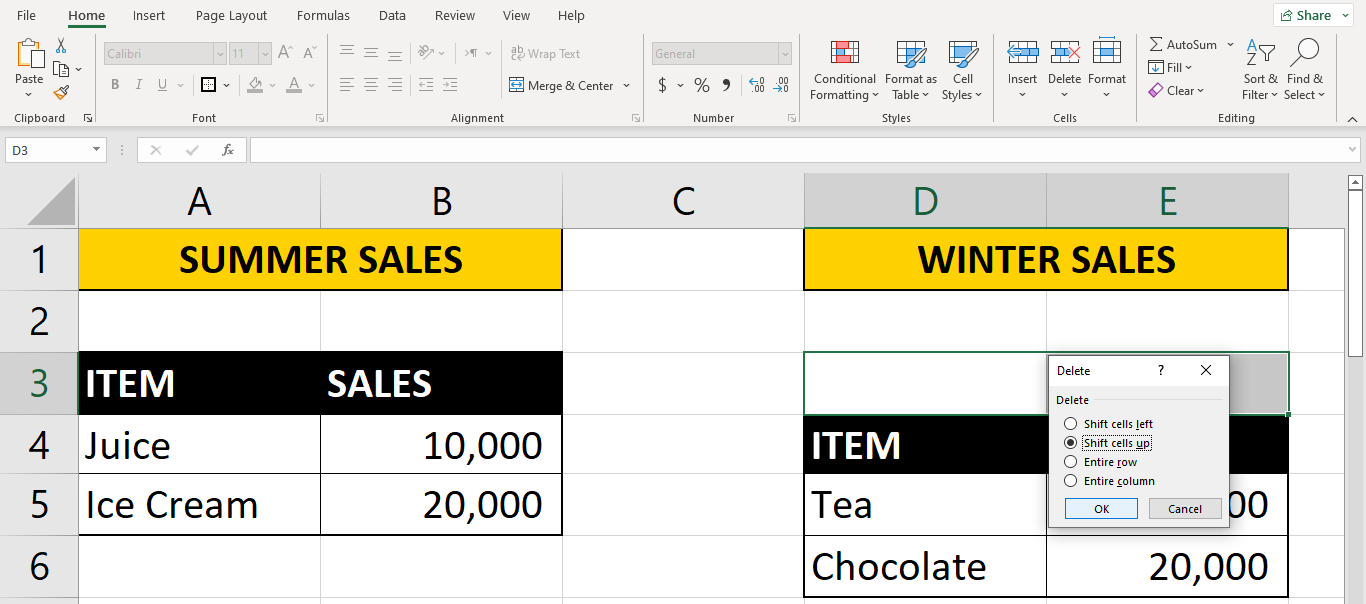 File Home Insert Page Layout Formulas Data Review View Help Share
Calibri 11 ab Wrap Text General AutoSum
Paste Conditional Format as Cell Insert Delete Format Fill Sort & Find &
B I U A Merge & Center $ % 9 Formatting Table Styles Clear Filter Select
Clipboard Font Alignment Number Styles Cells Editing
D3 fx
A B C D E
1 SUMMER SALES WINTER SALES
2
3 ITEM SALES
4 Juice 10,000 ITEM
5 Ice Cream 20,000 Tea 00
6 Chocolate 20,000
Delete ? X
Delete
Shift cells left
Shift cells up
Entire row
Entire column
OK Cancel